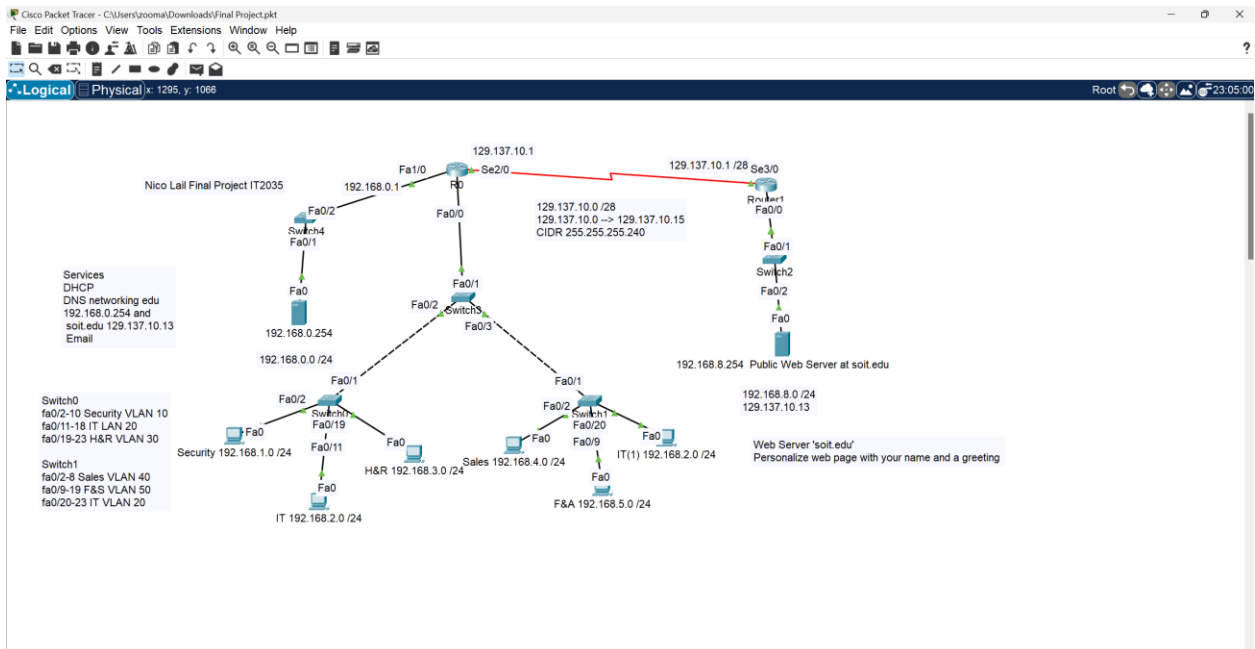 Cisco Packet Tracer - C:\Users\zooma\Downloads\Final Project.pkt
File Edit Options View Tools Extensions Window Help
?
Logical Physical x: 1295, y: 1066
Root 23:05:00
129.137.10.1
Fa1/0
Se2/0
R0
129.137.10.1 /28
Se3/0
Router1
Nico Lail Final Project IT2035
192.168.0.1
Fa0/2
Switch4
Fa0/1
Fa0/0
129.137.10.0 /28
129.137.10.0 --> 129.137.10.15
CIDR 255.255.255.240
Fa0/0
Fa0/1
Switch2
Fa0/2
Fa0
Services
DHCP
DNS networking edu
192.168.0.254 and
soit.edu 129.137.10.13
Email
Fa0
192.168.0.254
Fa0/1
Fa0/2
Switch3
Fa0/3
192.168.0.0 /24
192.168.8.254 Public Web Server at soit.edu
192.168.8.0 /24
129.137.10.13
Web Server 'soit.edu'
Personalize web page with your name and a greeting
Switch0
fa0/2-10 Security VLAN 10
fa0/11-18 IT LAN 20
fa0/19-23 H&R VLAN 30
Switch1
fa0/2-8 Sales VLAN 40
fa0/9-19 F&S VLAN 50
fa0/20-23 IT VLAN 20
Fa0/1
Fa0/2
Switch0
Fa0/19
Fa0/11
Fa0
Security 192.168.1.0 /24
Fa0
H&R 192.168.3.0 /24
Fa0
IT 192.168.2.0 /24
Fa0/1
Fa0/2
Switch1
Fa0/20
Fa0/9
Fa0
Sales 192.168.4.0 /24
Fa0
IT(1) 192.168.2.0 /24
Fa0
F&A 192.168.5.0 /24